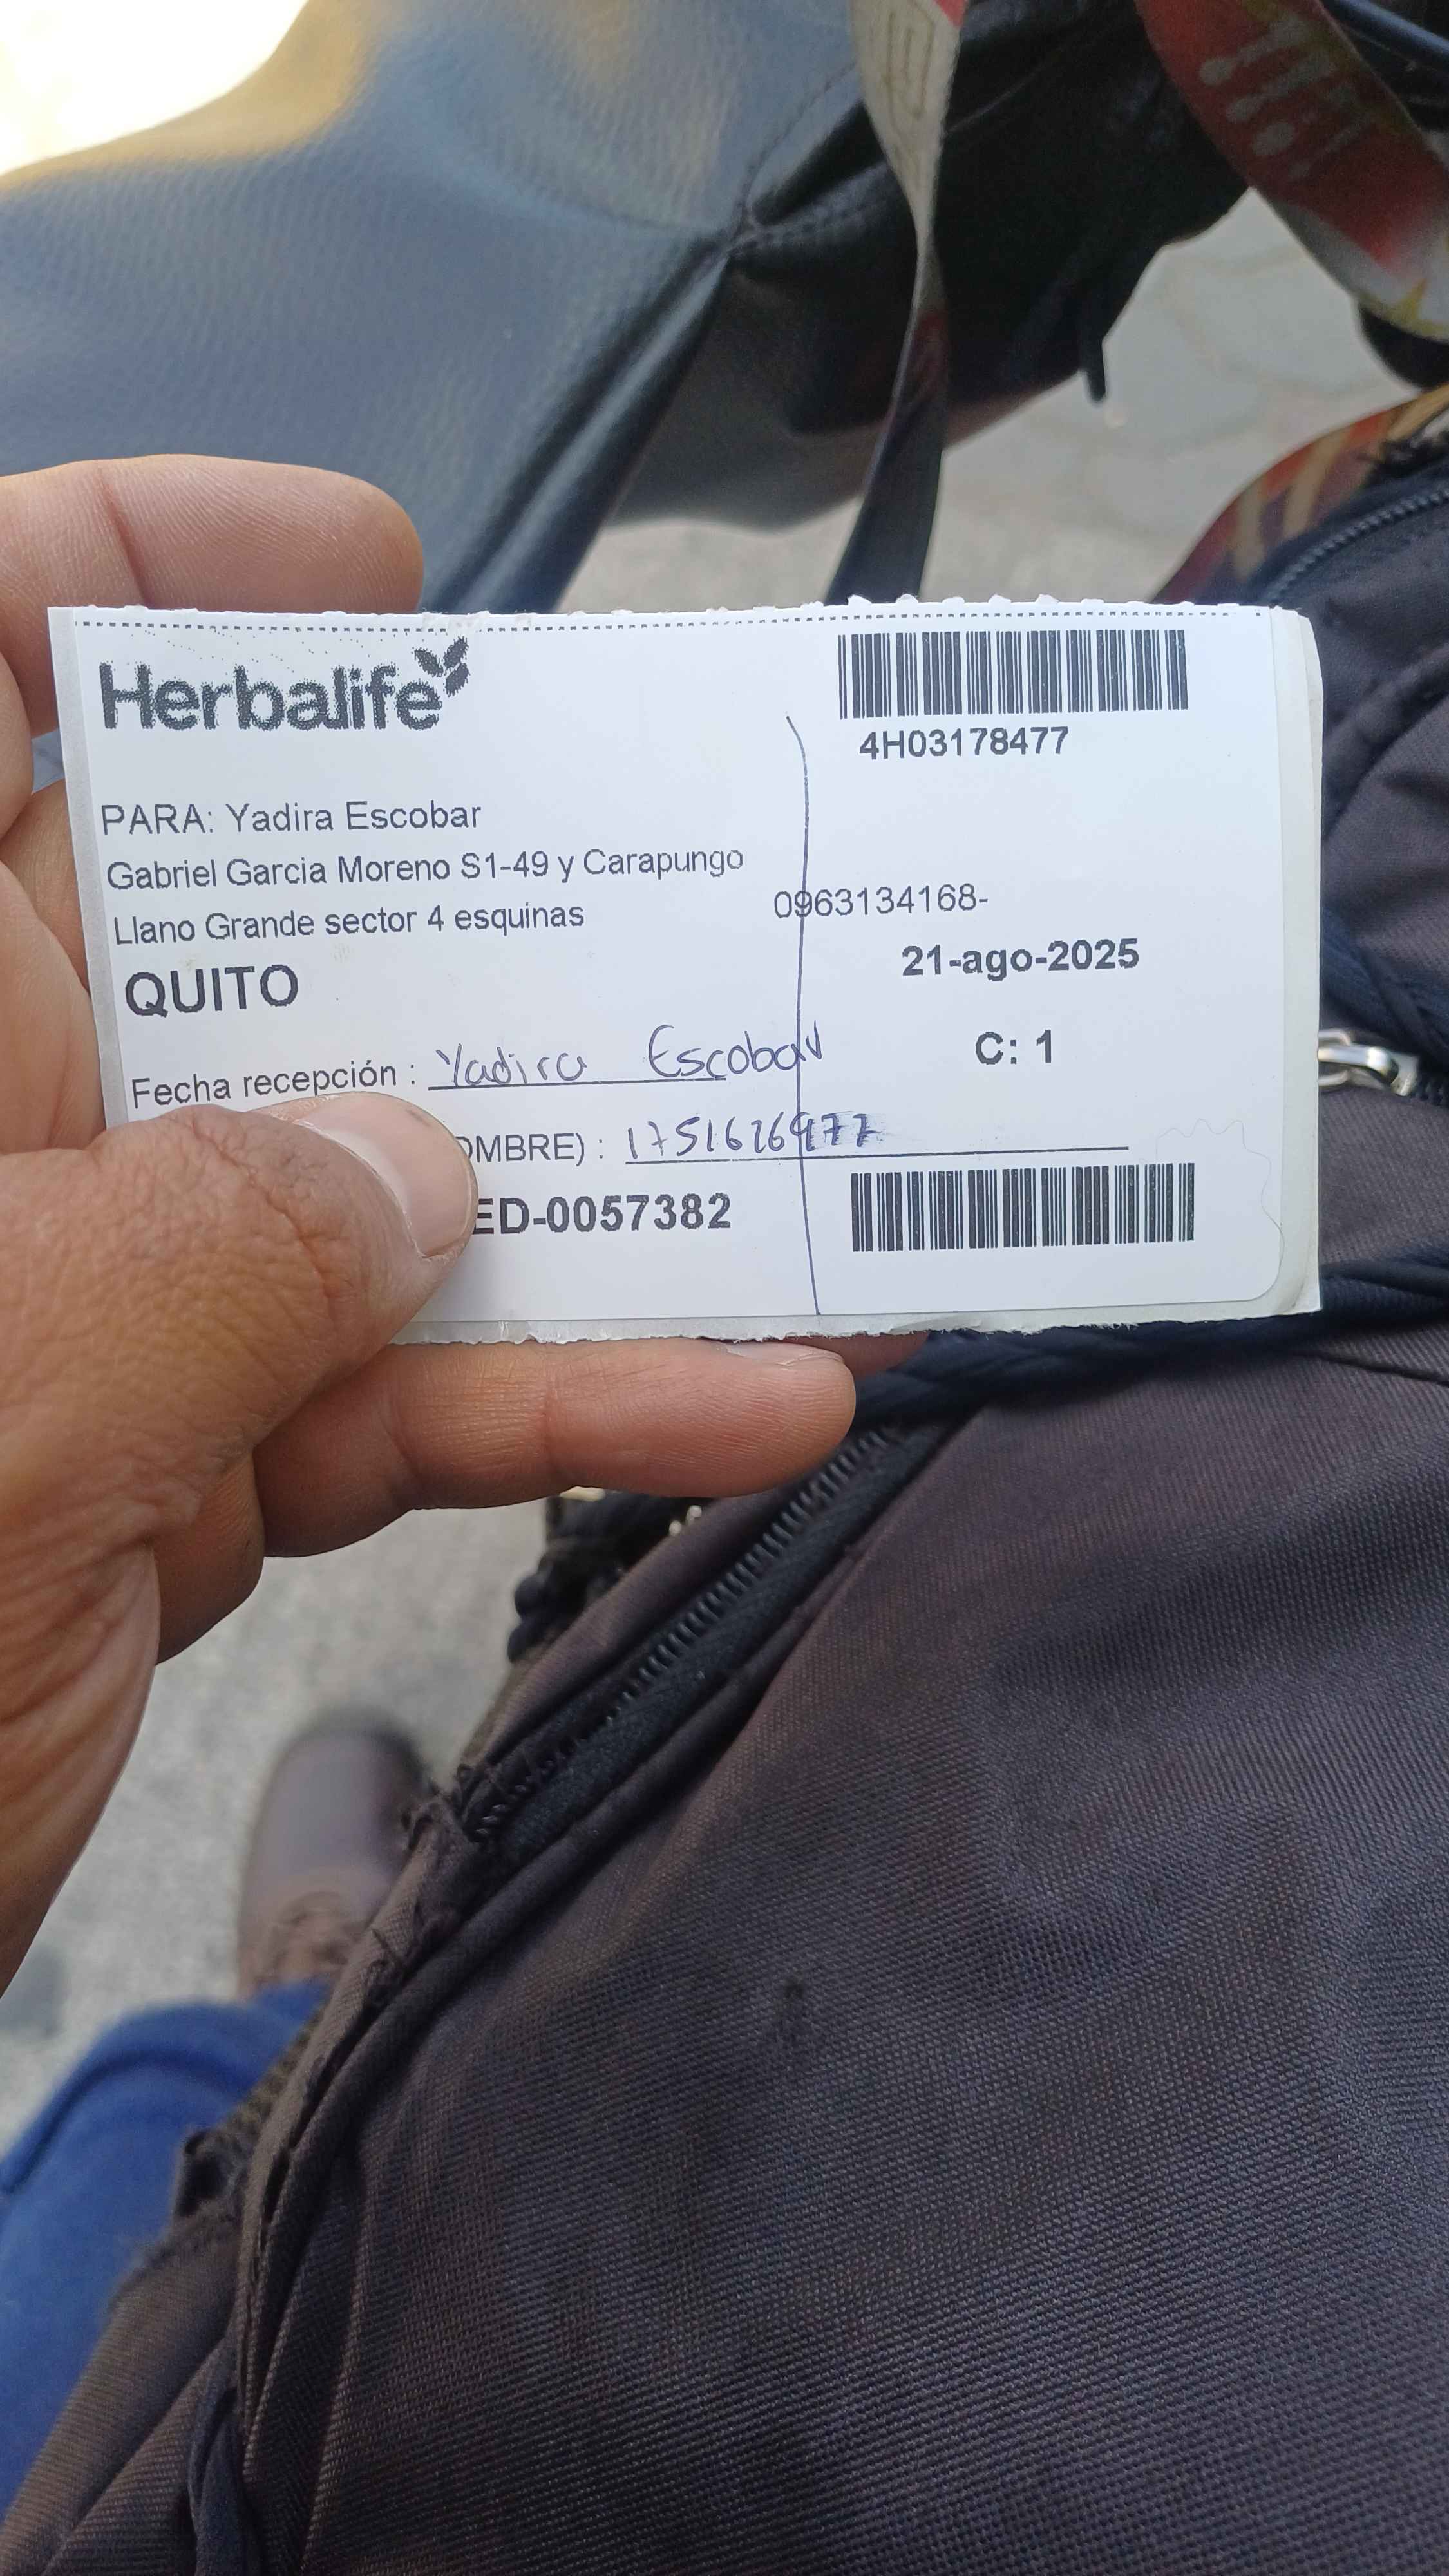 Herbalife
4H03178477
PARA: Yadira Escobar
Gabriel Garcia Moreno S1-49 y Carapungo
Llano Grande sector 4 esquinas
0963134168-
QUITO
21-ago-2025
Fecha recepción : Yadira Escobar
C: 1
OMBRE) : 1751626977
ED-0057382